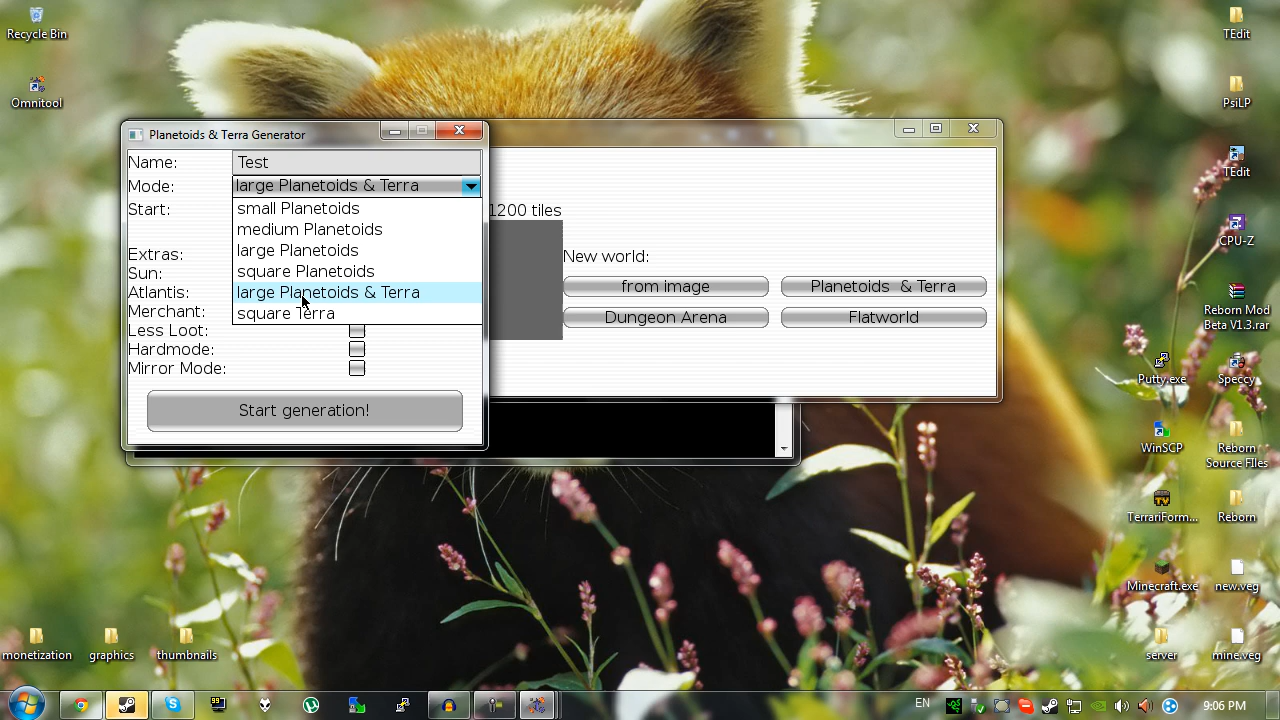 Recycle Bin
Omnitool
TEdit
PsiLP
TEdit
CPU-Z
Reborn Mod
Beta V1.3.rar
Putty.exe
Speccy
WinSCP
Reborn
Source FIles
TerrariForm...
Reborn
Minecraft.exe
new.veg
server
mine.veg
monetization
graphics
thumbnails
Planetoids & Terra Generator
Name:
Test
Mode:
large Planetoids & Terra
Start:
small Planetoids
medium Planetoids
large Planetoids
square Planetoids
large Planetoids & Terra
square Terra
Extras:
Sun:
Atlantis:
Merchant:
Less Loot:
Hardmode:
Mirror Mode:
Start generation!
1200 tiles
New world:
from image
Planetoids & Terra
Dungeon Arena
Flatworld
EN
9:06 PM